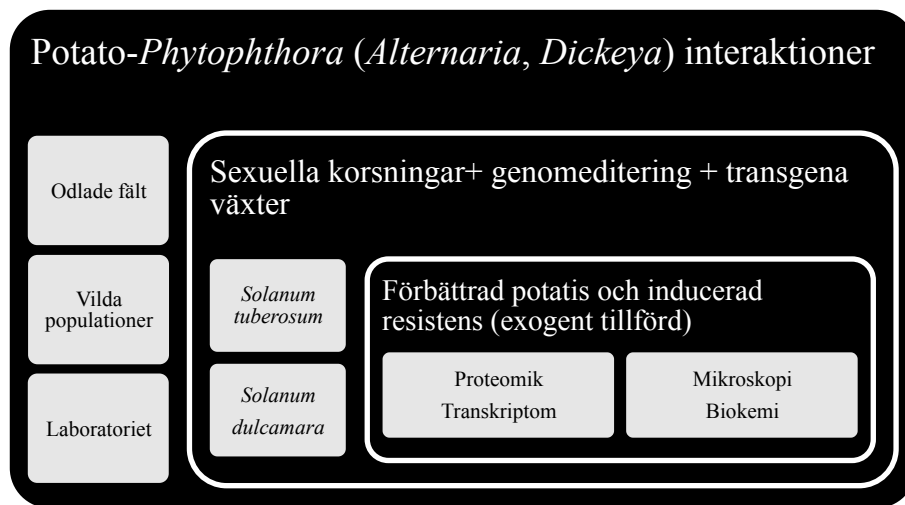 Potato-Phytophthora (Alternaria, Dickeya) interaktioner
Odlade fält
Vilda
populationer
Laboratoriet
Sexuella korsningar+ genomeditering + transgena
växter
Solanum
tuberosum
Solanum
dulcamara
Förbättrad potatis och inducerad
resistens (exogent tillförd)
Proteomik
Transkriptom
Mikroskopi
Biokemi